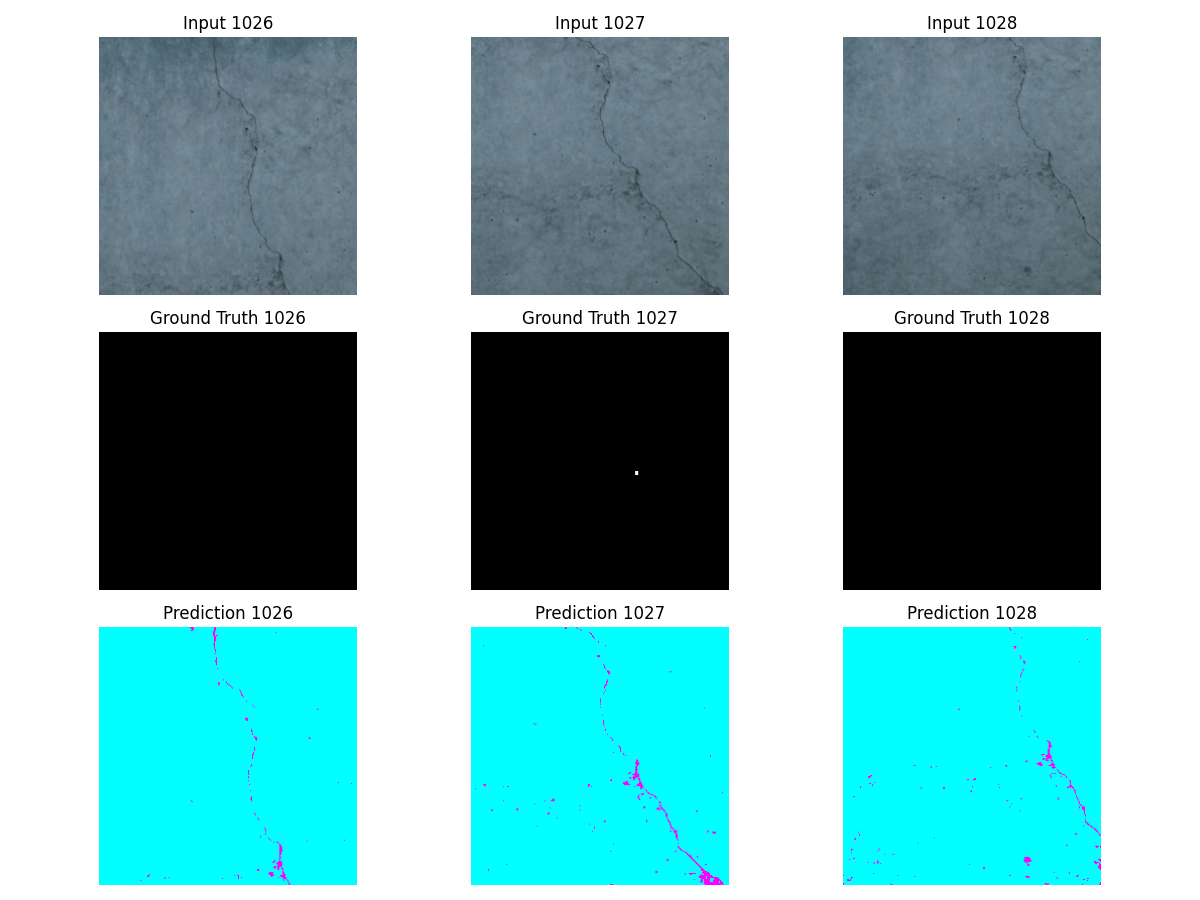 Input 1026
Input 1027
Input 1028
Ground Truth 1026
Ground Truth 1027
Ground Truth 1028
Prediction 1026
Prediction 1027
Prediction 1028